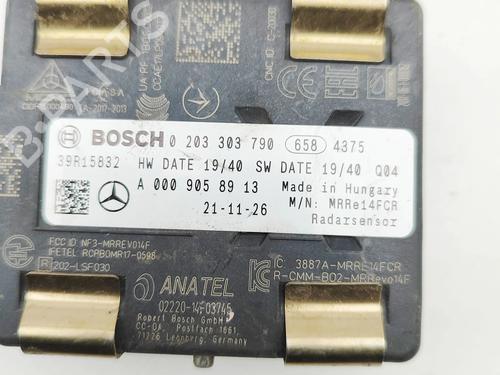 BOSCH 0 203 303 790 658 4375
39R15832 HW DATE 19/40 SW DATE 19/40 Q04
A 000 905 89 13 Made in Hungary
21-11-26 M/N: MRRe14FCR
Radarsensor
FCC ID NF3-MRREVO14F
IFETEL RCPBOMR17-0598
R 202-LSF030
ANATEL
02220-14F03745
Robert Bosch GmbH
CC-DA, Postfach 1661,
71226 Leonberg, Germany
IC: 3887A-MRRE14FCR
R-CMM-BO2-MRRevo14F
B-PARTS